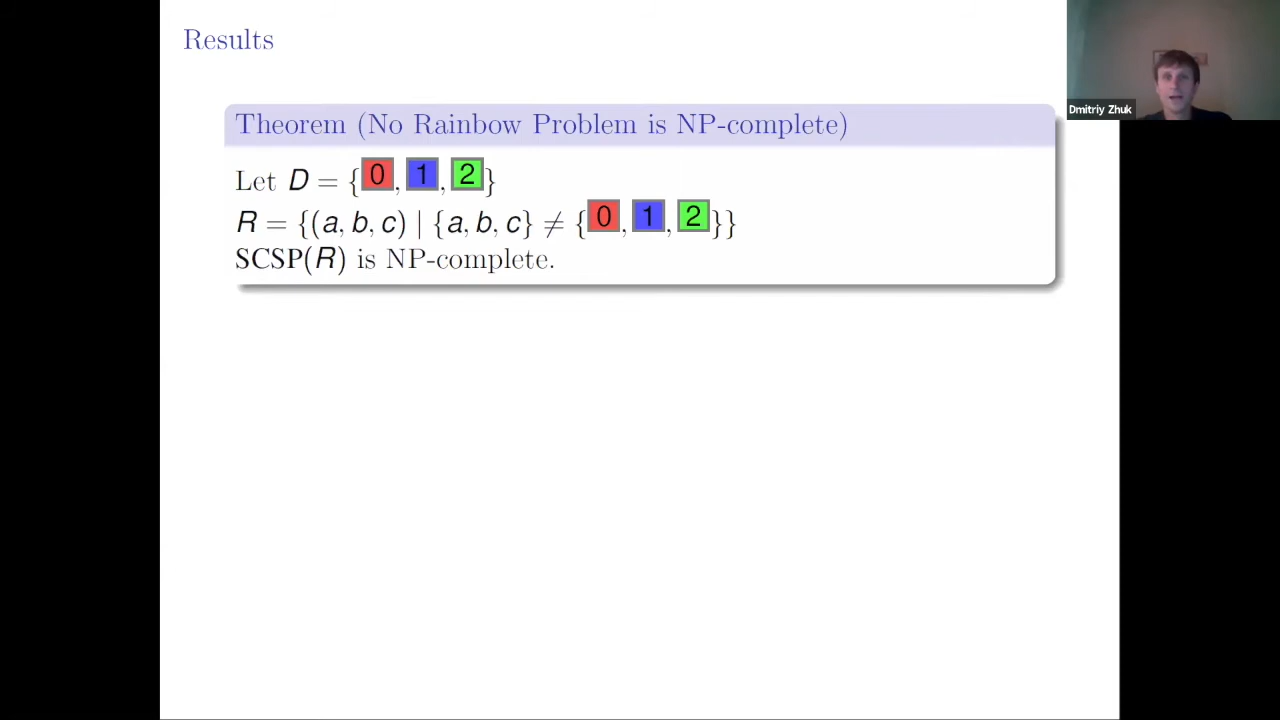 Results
Dmitriy Zhuk
Theorem (No Rainbow Problem is NP-complete)
Let D = {0, 1, 2}
R = {(a, b, c) | {a, b, c} ≠ {0, 1, 2}}
SCSP(R) is NP-complete.